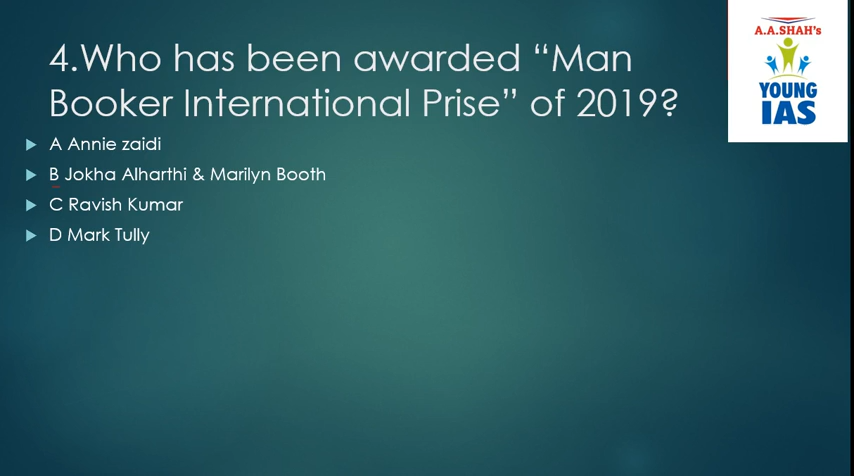 4.Who has been awarded “Man
Booker International Prise” of 2019?
A Annie zaidi
B Jokha Alharthi & Marilyn Booth
C Ravish Kumar
D Mark Tully
A.A.SHAH's
YOUNG
IAS